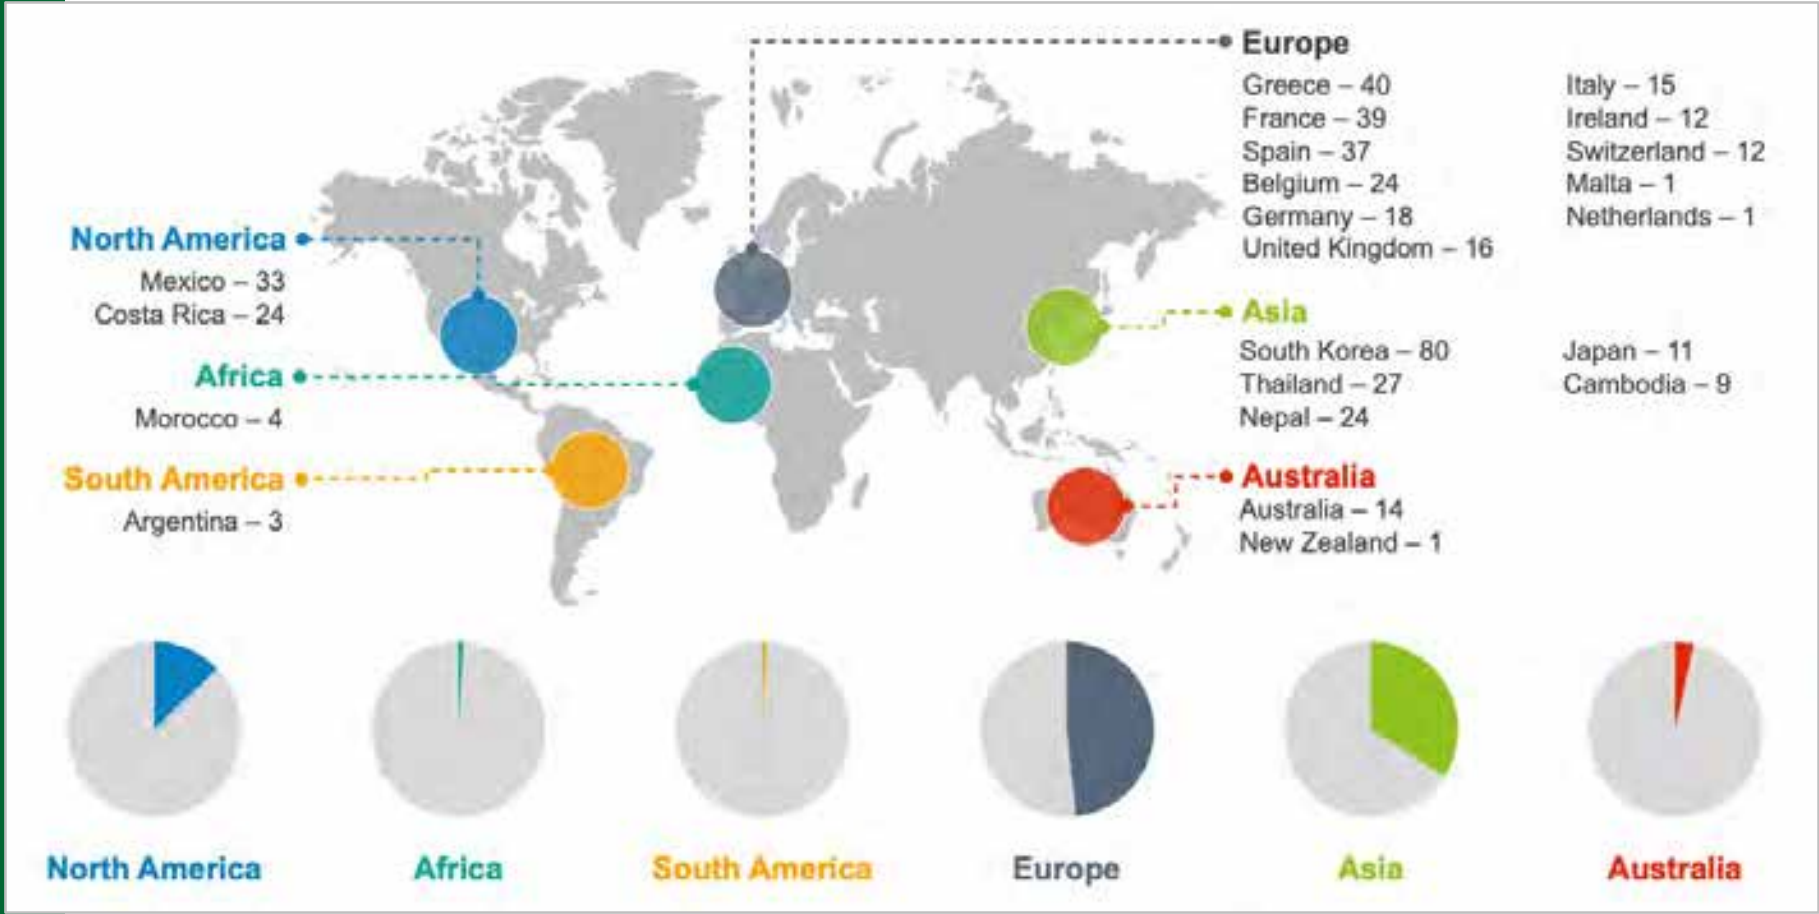 Europe
Greece – 40
France – 39
Spain – 37
Belgium – 24
Germany – 18
United Kingdom – 16
Italy – 15
Ireland – 12
Switzerland – 12
Malta – 1
Netherlands – 1
North America
Mexico – 33
Costa Rica – 24
Africa
Morocco – 4
South America
Argentina – 3
Asia
South Korea – 80
Thailand – 27
Nepal – 24
Japan – 11
Cambodia – 9
Australia
Australia – 14
New Zealand – 1
North America
Africa
South America
Europe
Asia
Australia